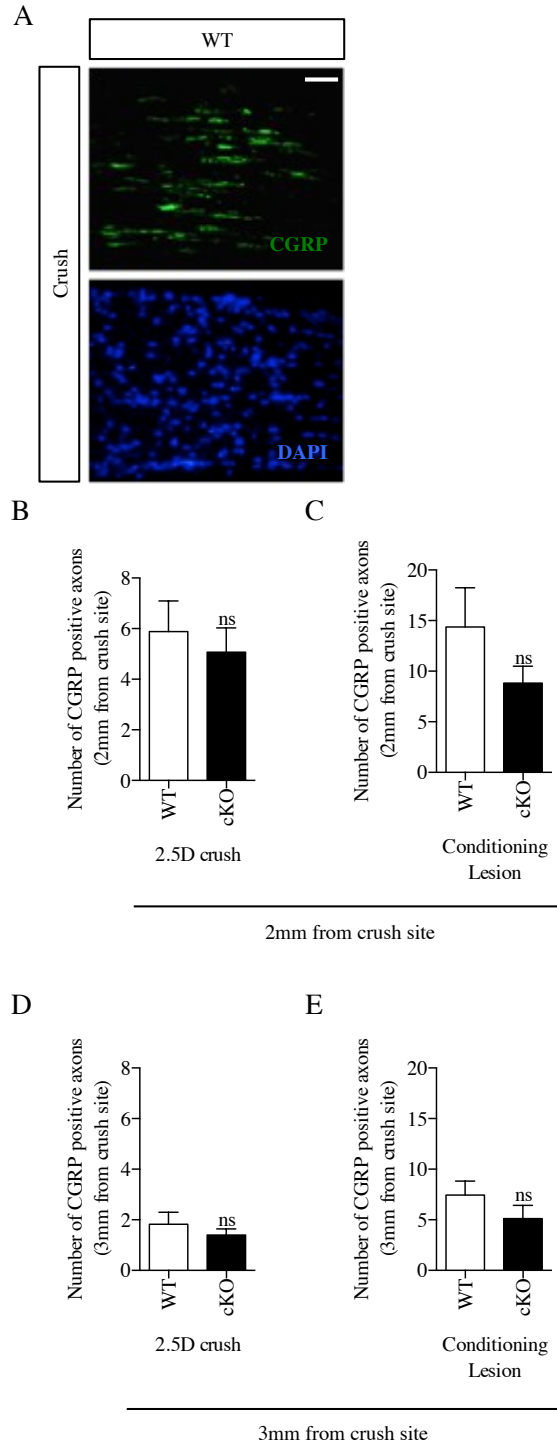 A
WT
Crush
CGRP
DAPI
B
Number of CGRP positive axons
(2mm from crush site)
8
6
4
2
0
ns
WT
cKO
2.5D crush
C
Number of CGRP positive axons
(2mm from crush site)
20
15
10
5
0
ns
WT
cKO
Conditioning
Lesion
2mm from crush site
D
Number of CGRP positive axons
(3mm from crush site)
8
6
4
2
0
ns
WT
cKO
2.5D crush
E
Number of CGRP positive axons
(3mm from crush site)
20
15
10
5
0
ns
WT
cKO
Conditioning
Lesion
3mm from crush site